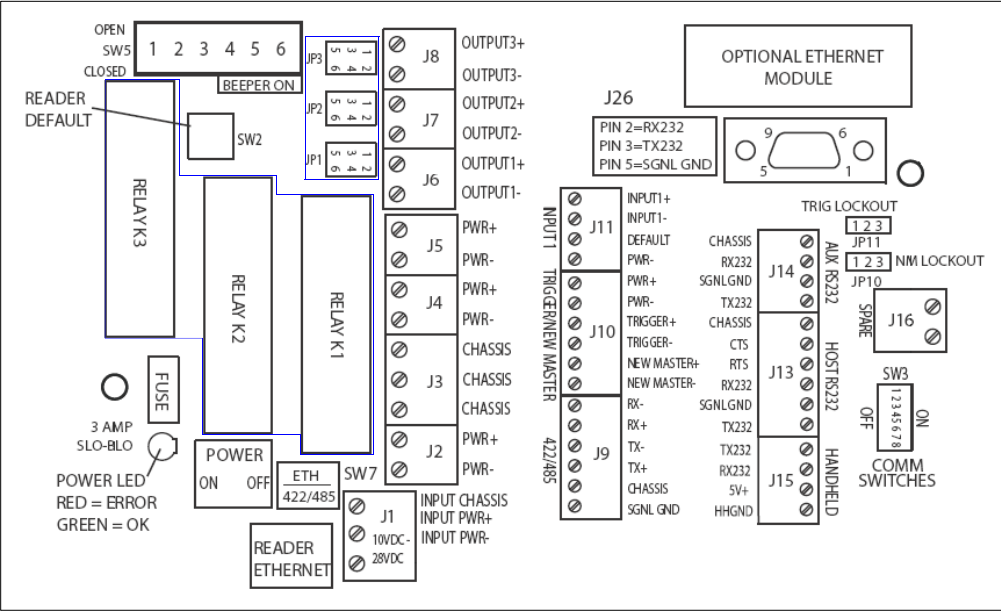 OPEN
SW5
CLOSED
1 2 3 4 5 6
BEEPER ON
READER
DEFAULT
SW2
RELAY K3
RELAY K2
RELAY K1
JP3
5 3 1
6 4 2
JP2
5 3 1
6 4 2
JP1
5 3 1
6 4 2
J8
OUTPUT3+
OUTPUT3-
J7
OUTPUT2+
OUTPUT2-
J6
OUTPUT1+
OUTPUT1-
J5
PWR+
PWR-
J4
PWR+
PWR-
J3
CHASSIS
CHASSIS
CHASSIS
J2
PWR+
PWR-
FUSE
3 AMP
SLO-BLO
POWER LED
RED = ERROR
GREEN = OK
POWER
ON OFF
ETH
422/485
SW7
READER
ETHERNET
J1
10VDC-
28VDC
INPUT CHASSIS
INPUT PWR+
INPUT PWR-
OPTIONAL ETHERNET
MODULE
J26
PIN 2=RX232
PIN 3=TX232
PIN 5=SGNL GND
9 6
5 1
INPUT 1
J11
INPUT1+
INPUT1-
DEFAULT
PWR-
TRIGGER/NEW MASTER
J10
PWR+
PWR-
TRIGGER+
TRIGGER-
NEW MASTER+
NEW MASTER-
422/485
J9
RX-
RX+
TX-
TX+
CHASSIS
SGNL GND
CHASSIS
RX232
SGNLGND
TX232
J14
AUX RS232
CHASSIS
CTS
RTS
RX232
SGNLGND
TX232
J13
HOST RS232
TX232
RX232
5V+
HHGND
J15
HANDHELD
TRIG LOCKOUT
1 2 3
JP11
1 2 3 NM LOCKOUT
JP10
SPARE
J16
SW3
OFF
1 2 3 4 5 6 7 8
ON
COMM
SWITCHES